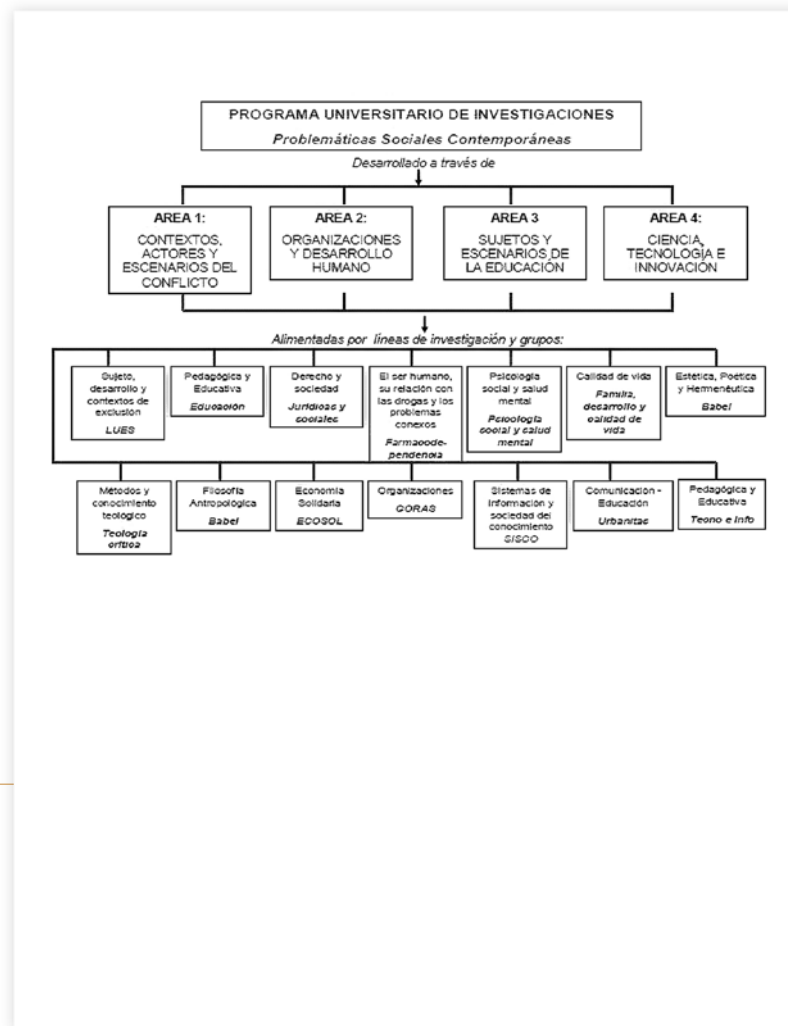 PROGRAMA UNIVERSITARIO DE INVESTIGACIONES
Problemáticas Sociales Contemporáneas
Desarrollado a través de
AREA 1:
CONTEXTOS,
ACTORES Y
ESCENARIOS DEL
CONFLICTO
AREA 2:
ORGANIZACIONES
Y DESARROLLO
HUMANO
AREA 3
SUJETOS Y
ESCENARIOS DE
LA EDUCACIÓN
AREA 4:
CIENCIA,
TECNOLOGÍA E
INNOVACIÓN
Alimentadas por líneas de investigación y grupos:
Sujeto,
desarrollo y
contextos de
exclusión
LUES
Pedagógica y
Educativa
Educación
Derecho y
sociedad
Jurídicas y
sociales
El ser humano,
su relación con
las drogas y los
problemas
conexos
Farmacode-
pendencia
Psicología
social y salud
mental
Psicología
social y salud
mental
Calidad de vida
Familia,
desarrollo y
calidad de
vida
Estética, Poética
y Hermenéutica
Babel
Métodos y
conocimiento
teológico
Teología
crítica
Filosofía
Antropológica
Babel
Economía
Solidaria
ECOSOL
Organizaciones
GORAS
Sistemas de
información y
sociedad del
conocimiento
SISCO
Comunicación -
Educación
Urbanitas
Pedagógica y
Educativa
Tecno e Info